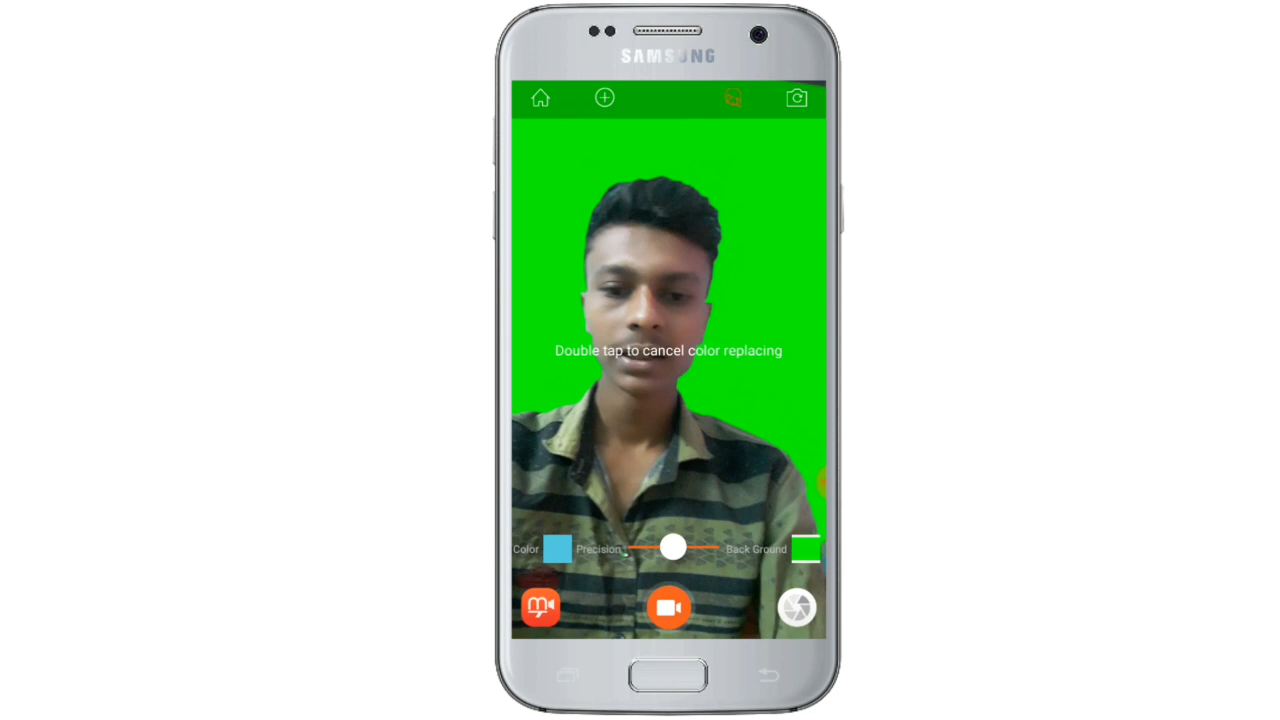 SAMSUNG
Double tap to cancel color replacing
Color Precision Back Ground